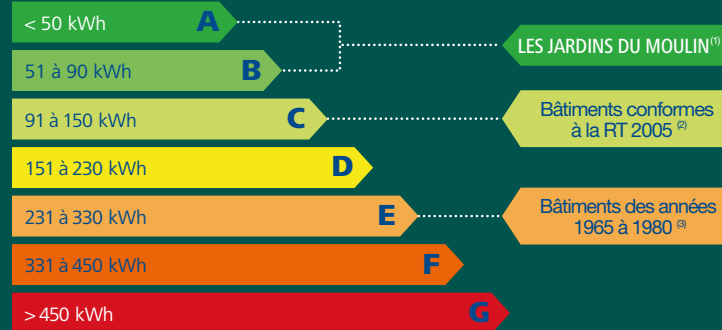 < 50 kWh A
LES JARDINS DU MOULIN(1)
51 à 90 kWh B
91 à 150 kWh C
Bâtiments conformes
à la RT 2005 (2)
151 à 230 kWh D
231 à 330 kWh E
Bâtiments des années
1965 à 1980 (3)
331 à 450 kWh F
> 450 kWh G